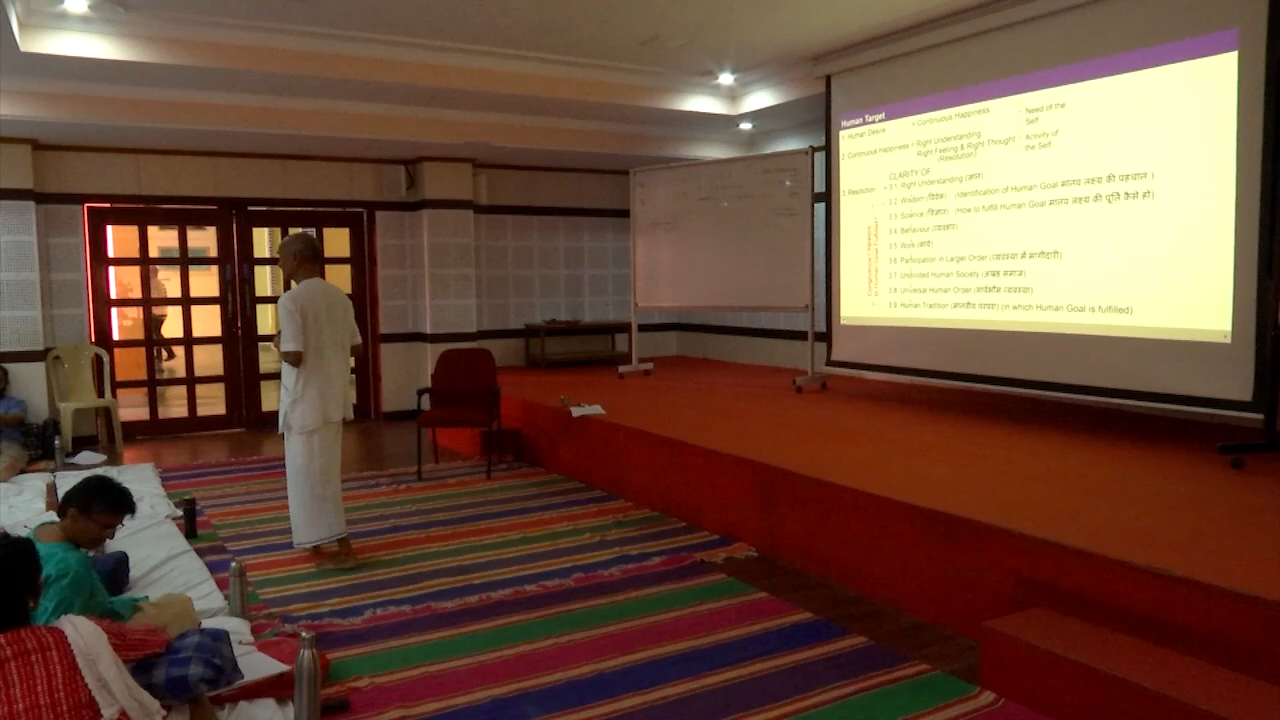 Human Target
1 Human Desire = Continuous Happiness - Need of the Self
2 Continuous Happiness = Right Understanding
Right Feeling & Right Thought - Activity of the Self
(Resolution)
CLARITY OF
3 Resolution = 3.1 Right Understanding (ज्ञान)
3.2 Wisdom (विवेक) (Identification of Human Goal मानव लक्ष्य की पहचान )
3.3 Science (विज्ञान) (How to fulfill Human Goal मानव लक्ष्य की पूर्ति कैसे हो)
3.4 Behaviour (व्यवहार)
3.5 Work (कार्य)
3.6 Participation in Larger Order (व्यवस्था में भागीदारी)
3.7 Undivided Human Society (अखंड समाज)
3.8 Universal Human Order (सार्वभौम व्यवस्था)
3.9 Human Tradition (मानवीय परंपरा) (in which Human Goal is fulfilled)
Is Human Goal Fulfilled?